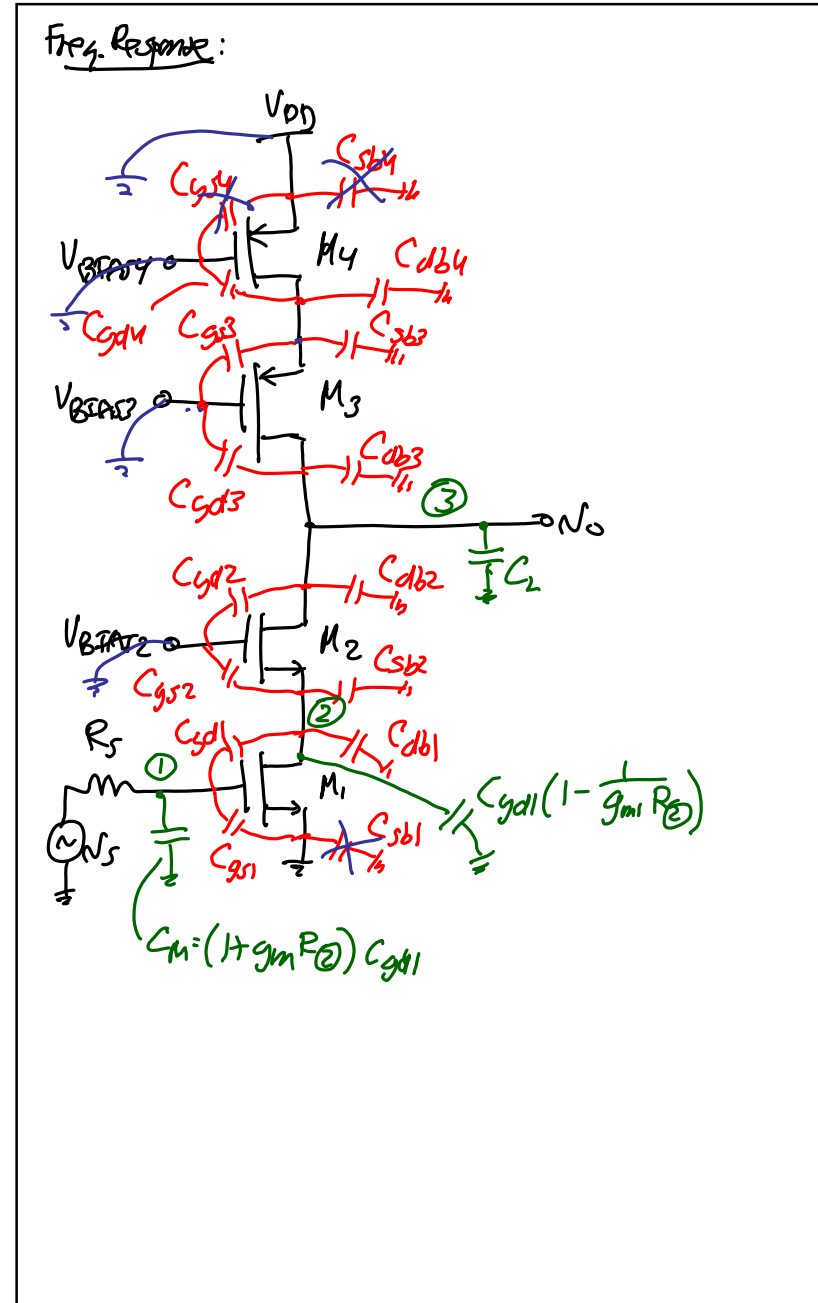 Freq. Response:
VDD
Cgs4
Csb4
VBIAS4
M4
Cdb4
Cgd4
Cgs3
Csb3
VBIAS3
M3
Cdb3
Cgd3
③
vo
CL
Cgd2
Cdb2
VBIAS2
M2
Csb2
Cgs2
②
Rs
Cgd1
Cdb1
①
M1
Cgd1(1 - 1/(gm1 R②))
vs
Csb1
Cgs1
CM = (1 + gm R②) Cgd1